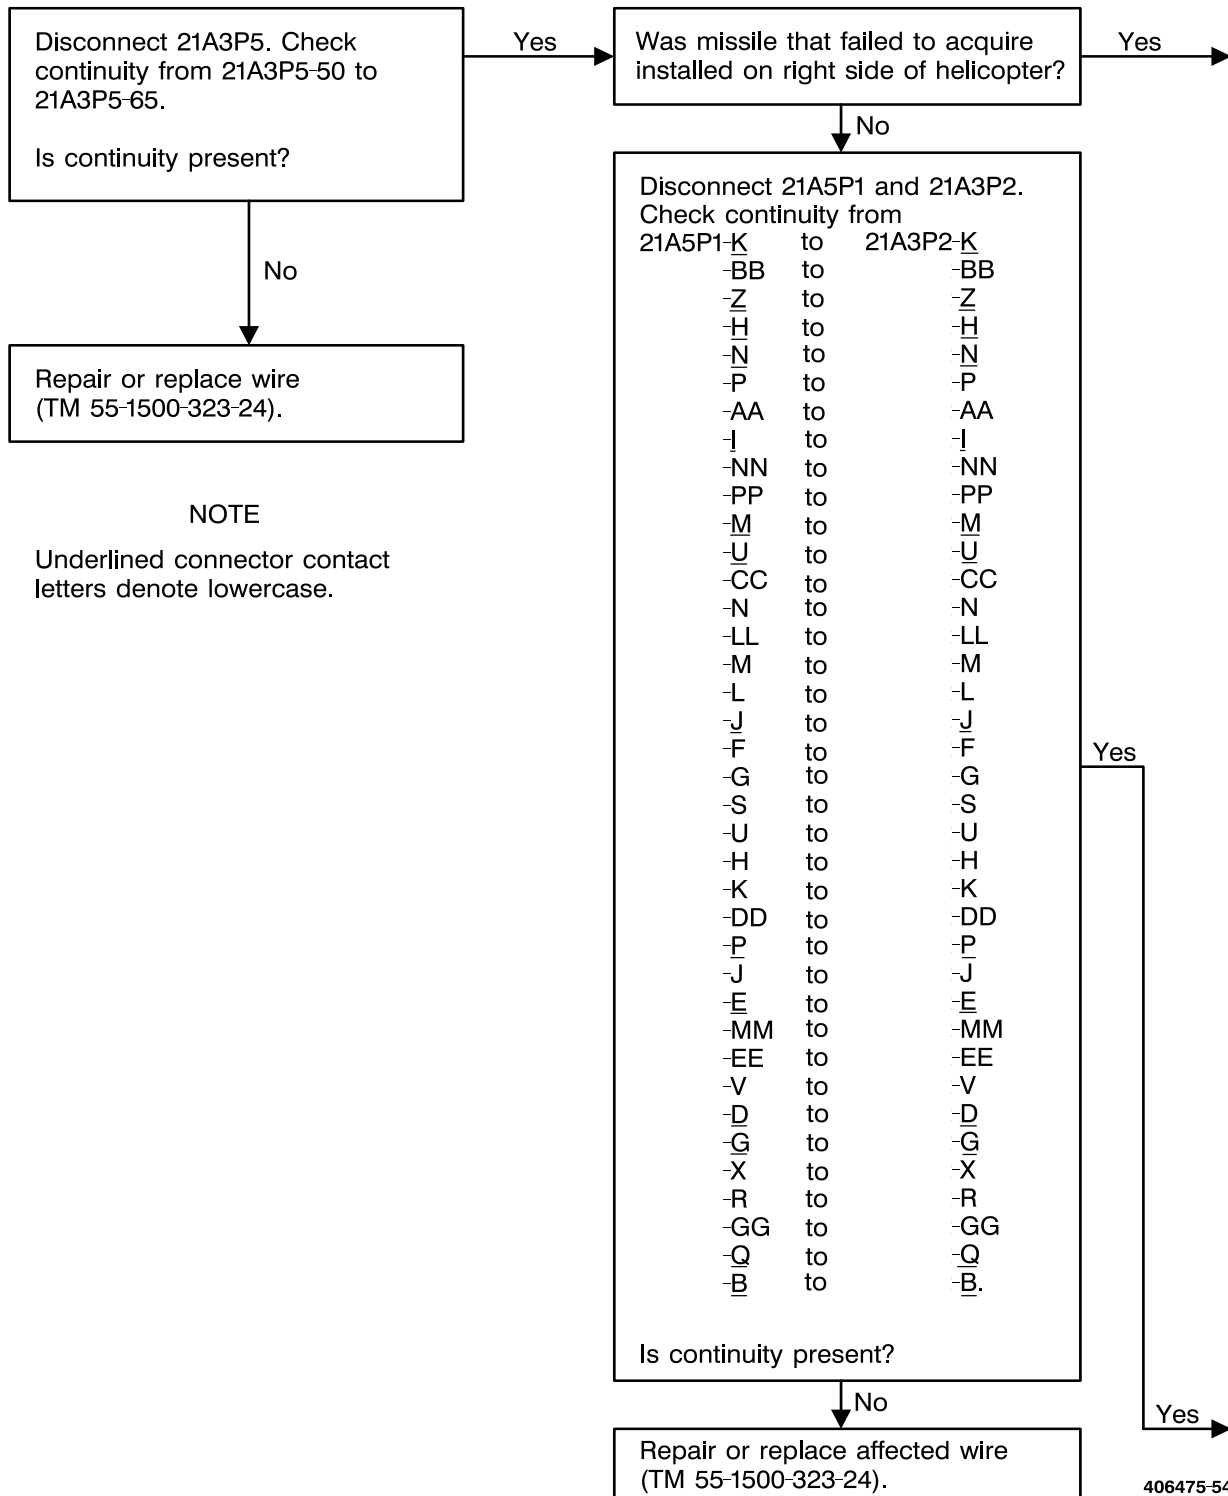 Disconnect 21A3P5. Check
continuity from 21A3P5-50 to
21A3P5-65.
Is continuity present?
Yes
Was missile that failed to acquire
installed on right side of helicopter?
Yes
No
No
Repair or replace wire
(TM 55-1500-323-24).
NOTE
Underlined connector contact
letters denote lowercase.
Disconnect 21A5P1 and 21A3P2.
Check continuity from
21A5P1-K to 21A3P2-K
-BB to -BB
-Z to -Z
-H to -H
-N to -N
-P to -P
-AA to -AA
-I to -I
-NN to -NN
-PP to -PP
-M to -M
-U to -U
-CC to -CC
-N to -N
-LL to -LL
-M to -M
-L to -L
-J to -J
-F to -F
-G to -G
-S to -S
-U to -U
-H to -H
-K to -K
-DD to -DD
-P to -P
-J to -J
-E to -E
-MM to -MM
-EE to -EE
-V to -V
-D to -D
-G to -G
-X to -X
-R to -R
-GG to -GG
-Q to -Q
-B to -B.
Is continuity present?
Yes
Yes
No
Repair or replace affected wire
(TM 55-1500-323-24).
406475-54